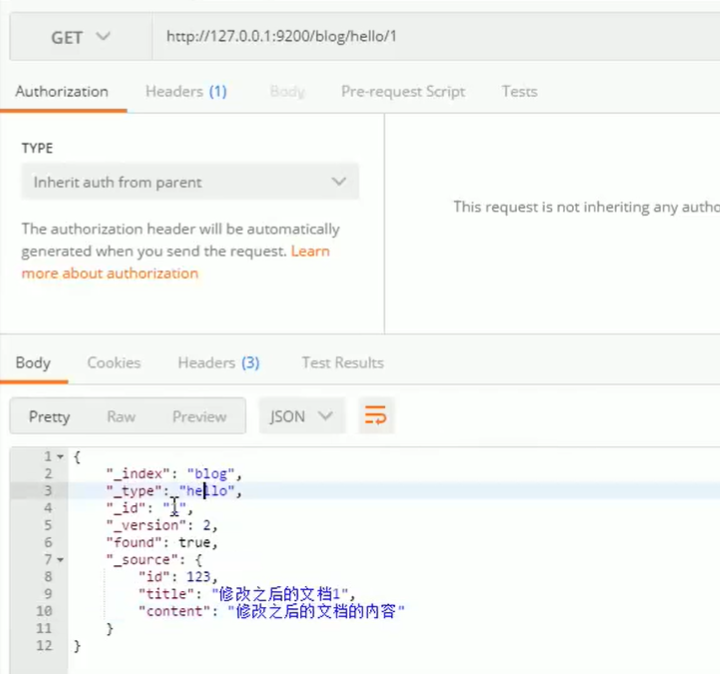 GET http://127.0.0.1:9200/blog/hello/1
Authorization Headers (1) Body Pre-request Script Tests
TYPE
Inherit auth from parent
This request is not inheriting any autho
The authorization header will be automatically
generated when you send the request. Learn
more about authorization
Body Cookies Headers (3) Test Results
Pretty Raw Preview JSON
1 {
2 "_index": "blog",
3 "_type": "hello",
4 "_id": "1",
5 "_version": 2,
6 "found": true,
7 "_source": {
8 "id": 123,
9 "title": "修改之后的文档1",
10 "content": "修改之后的文档的内容"
11 }
12 }